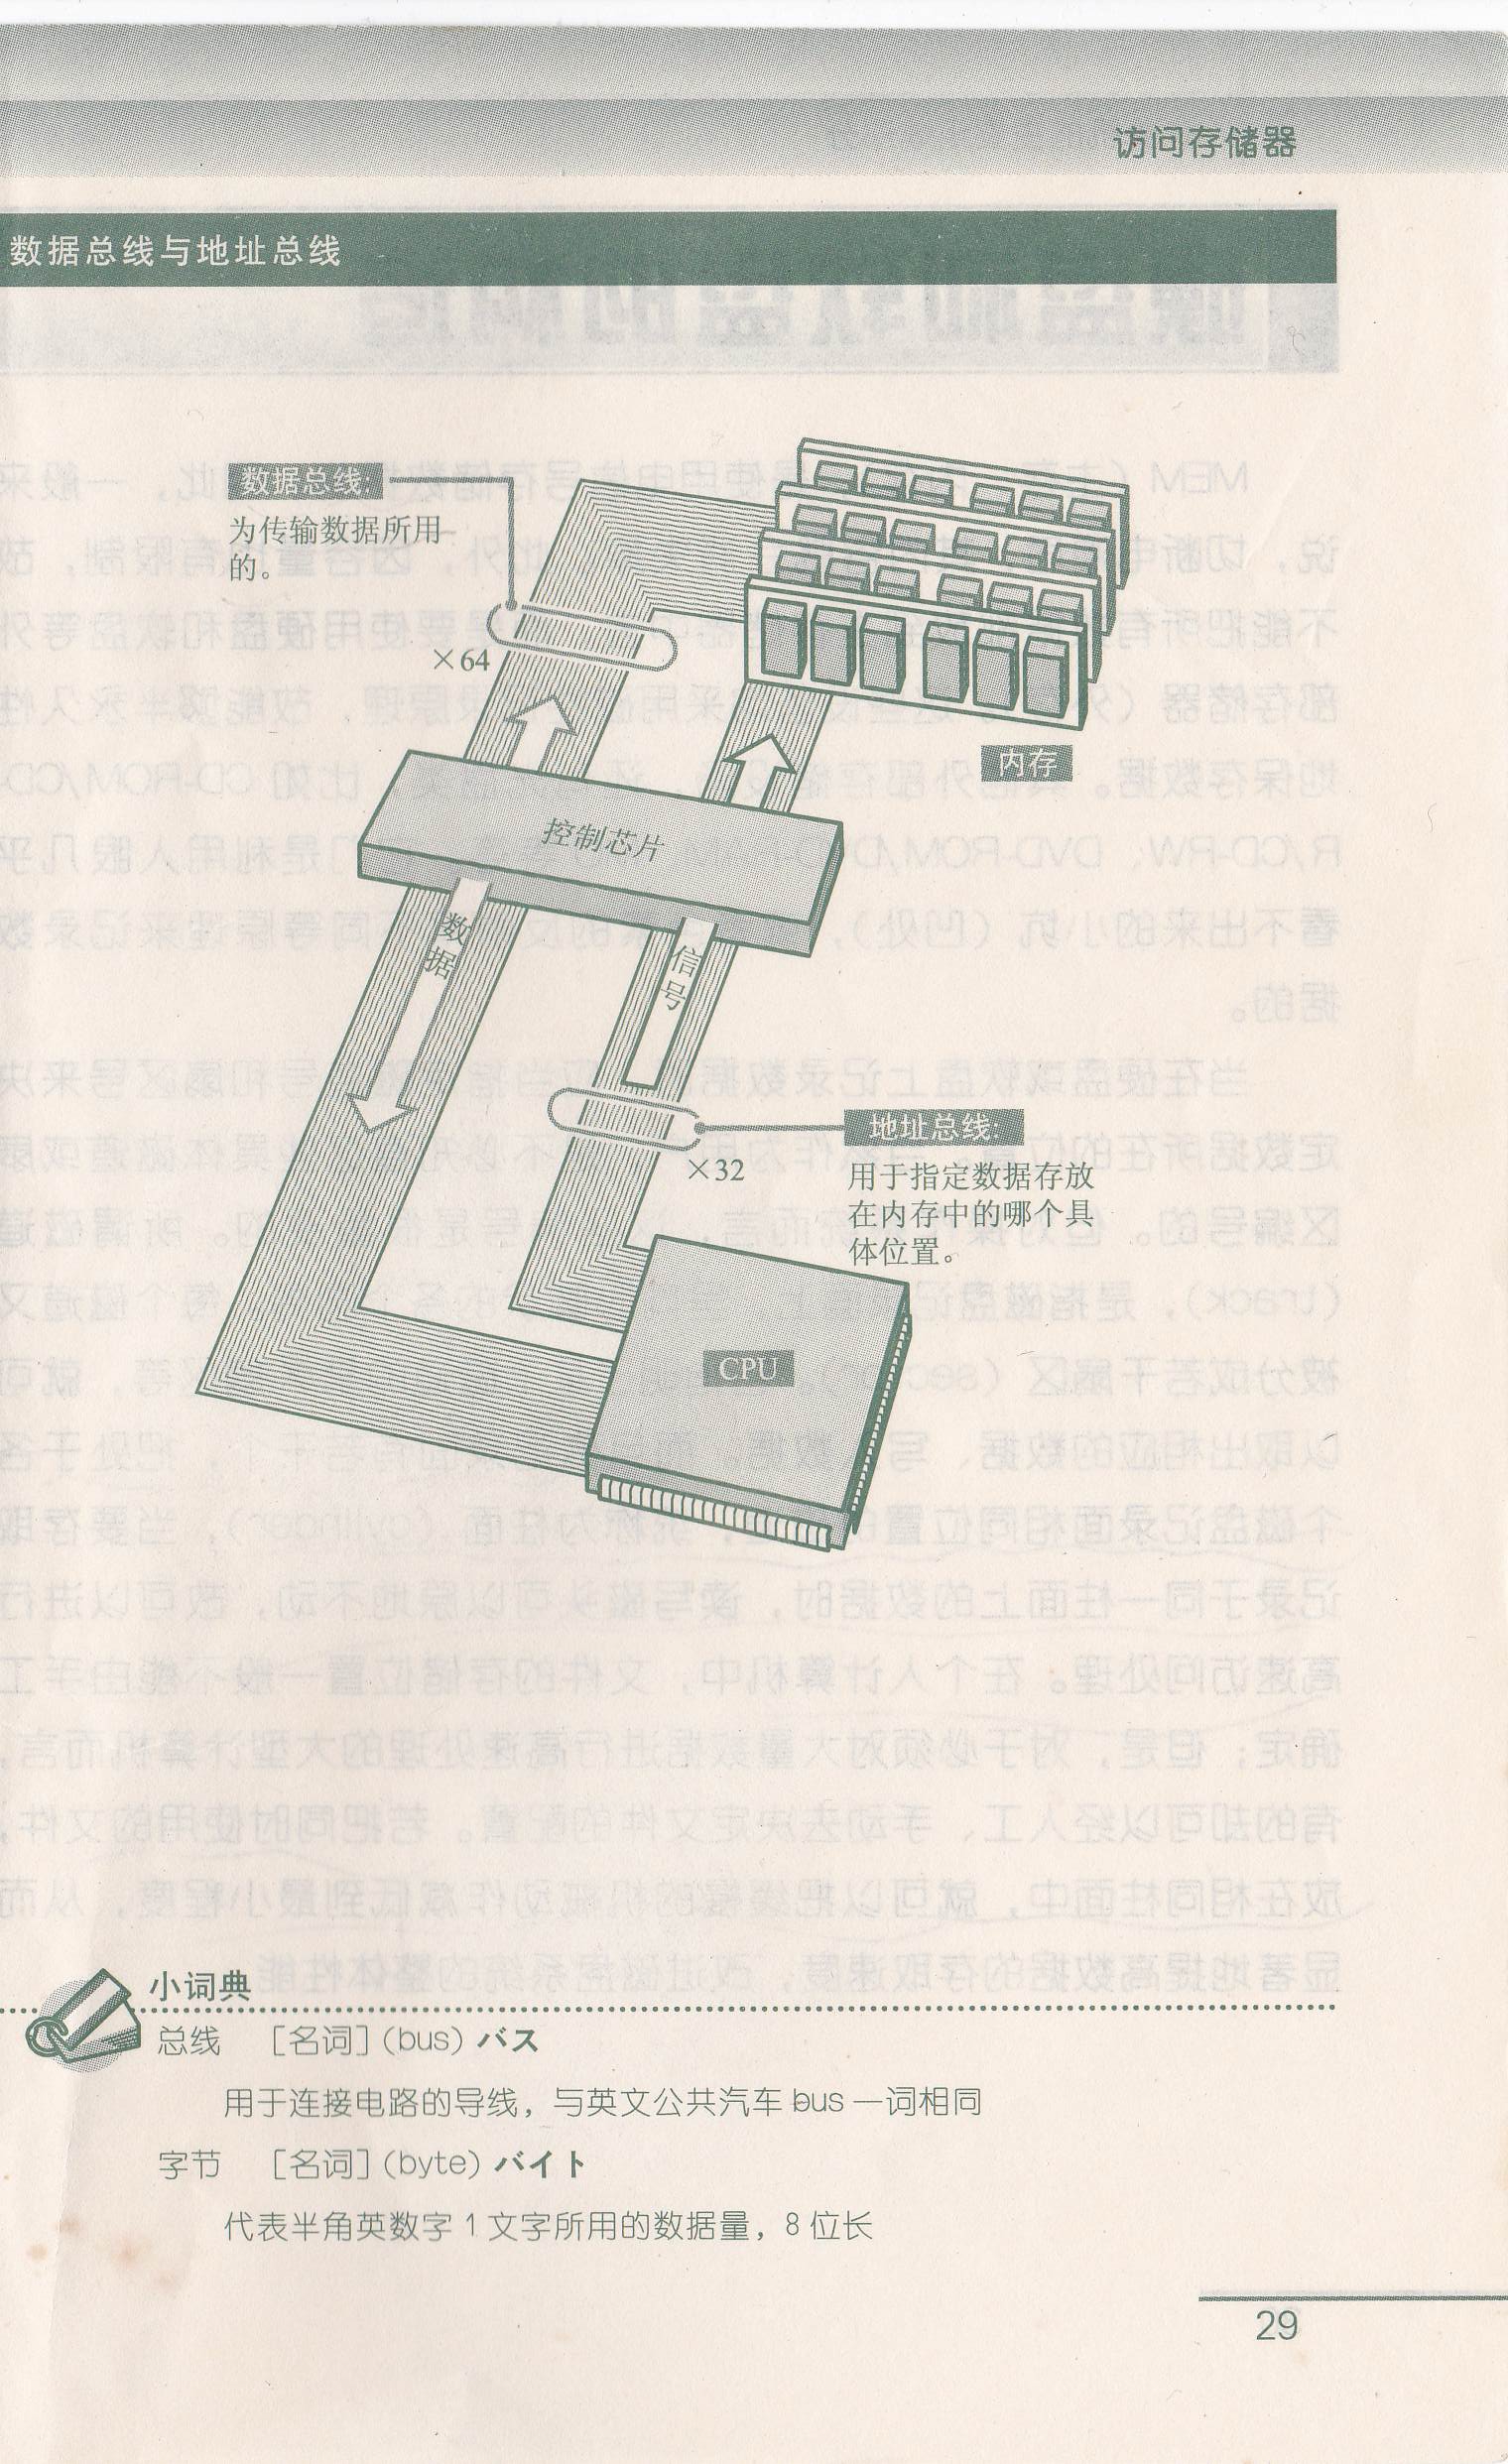 访问存储器
数据总线与地址总线
数据总线:
为传输数据所用
的。
×64
内存
控制芯片
数据
信号
地址总线:
×32
用于指定数据存放
在内存中的哪个具
体位置。
CPU
小词典
总线 [名词](bus) バス
用于连接电路的导线，与英文公共汽车 bus 一词相同
字节 [名词](byte) バイト
代表半角英数字 1 文字所用的数据量，8 位长
29